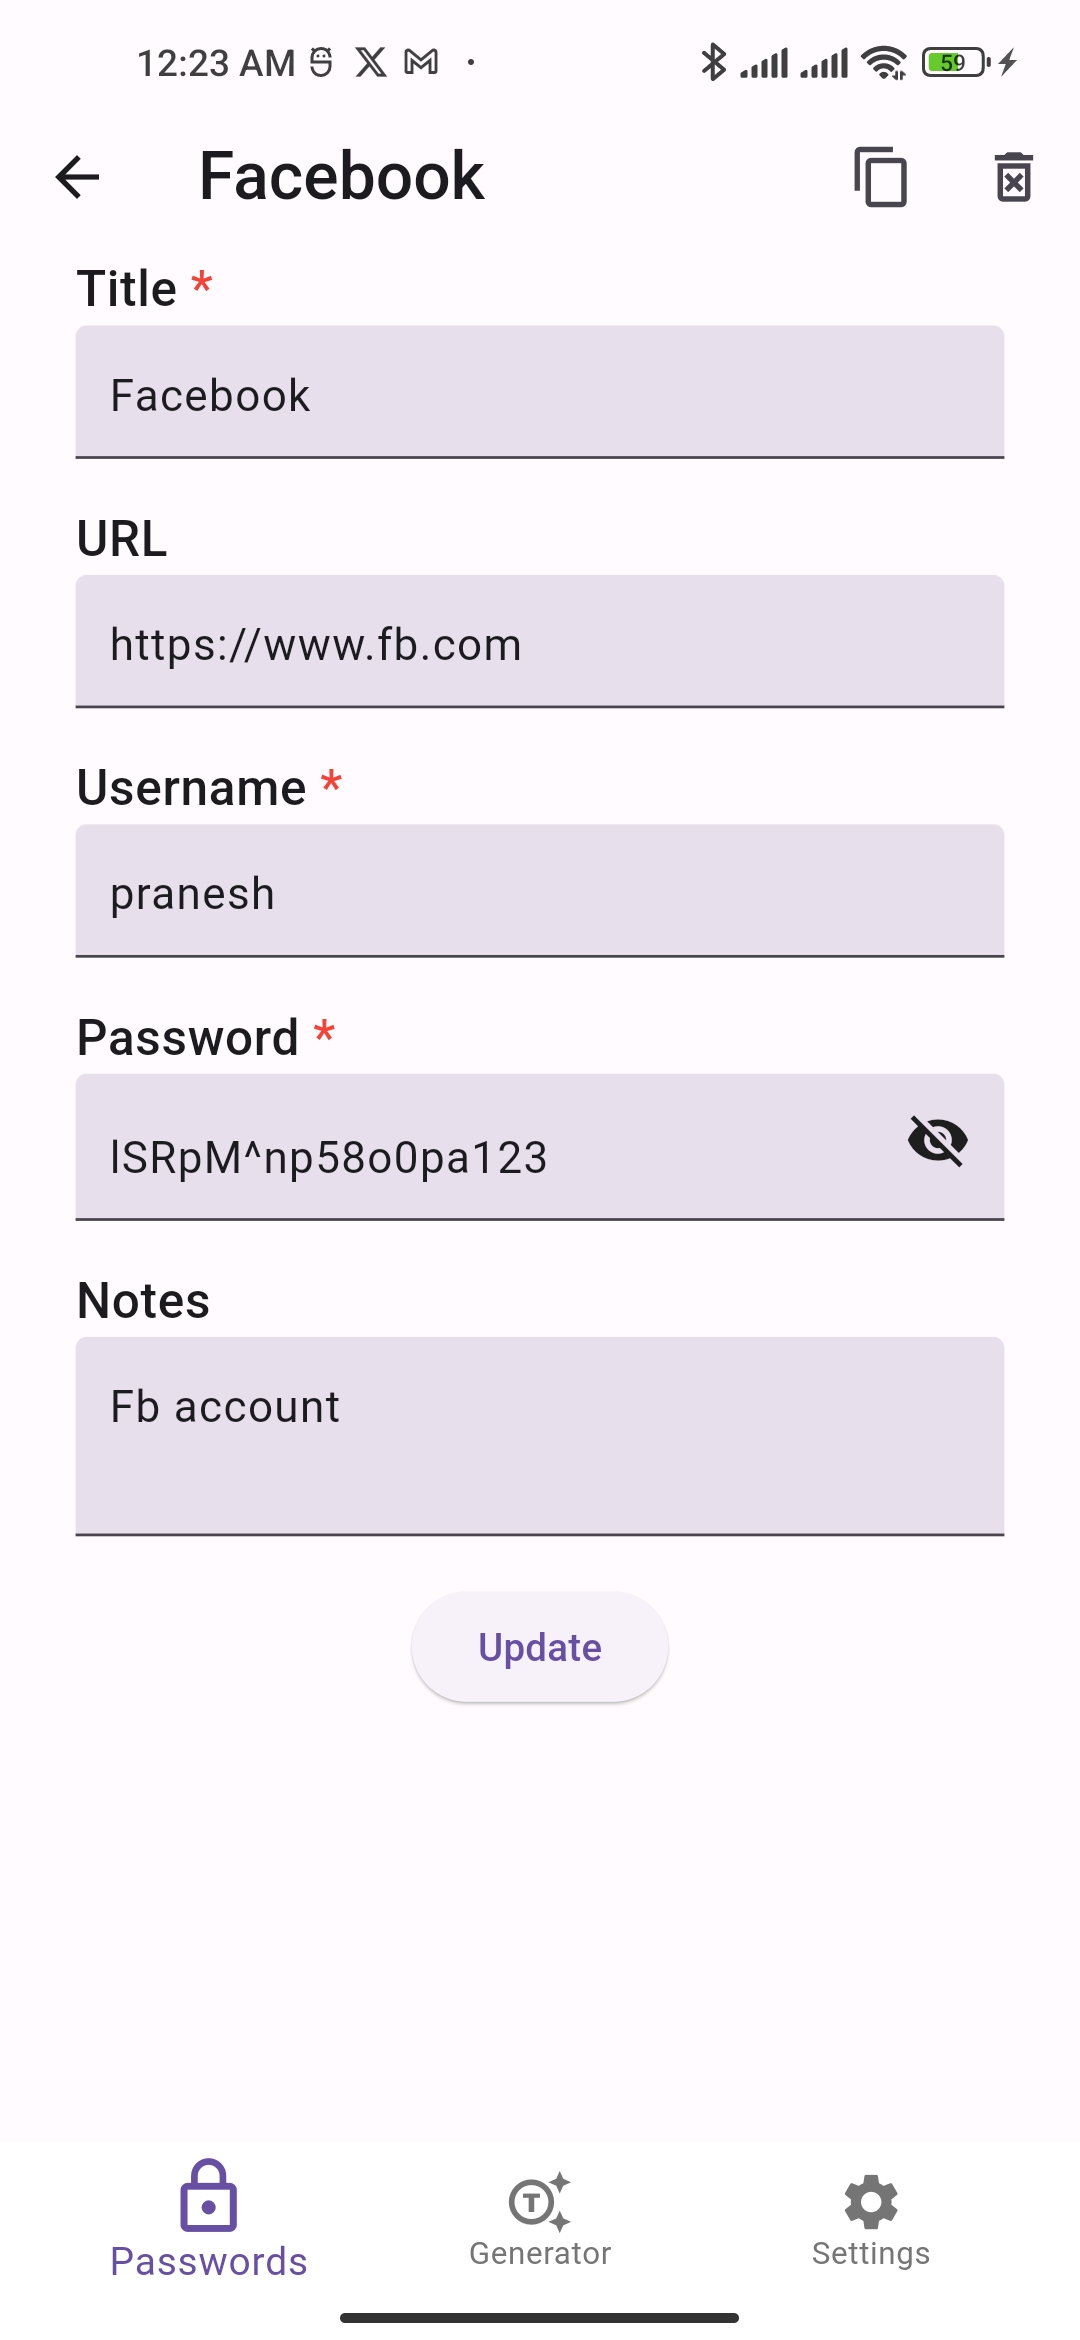 12:23 AM
59
Facebook
Title *
Facebook
URL
https://www.fb.com
Username *
pranesh
Password *
lSRpM^np58o0pa123
Notes
Fb account
Update
Passwords
Generator
Settings